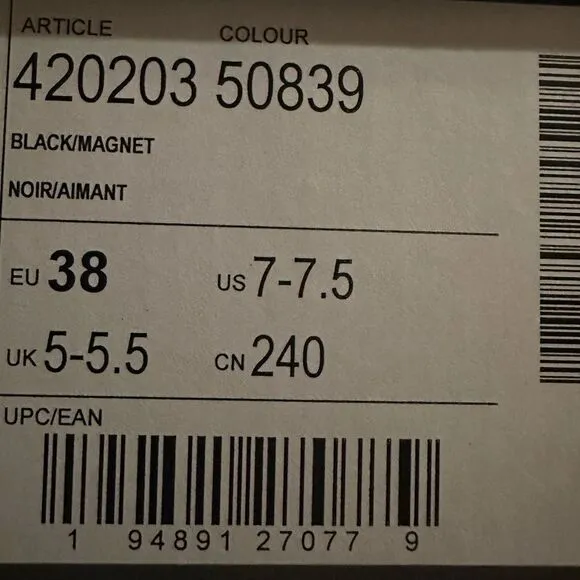 ARTICLE COLOUR
420203 50839
BLACK/MAGNET
NOIR/AIMANT
EU 38 US 7-7.5
UK 5-5.5 CN 240
UPC/EAN
1 94891 27077 9